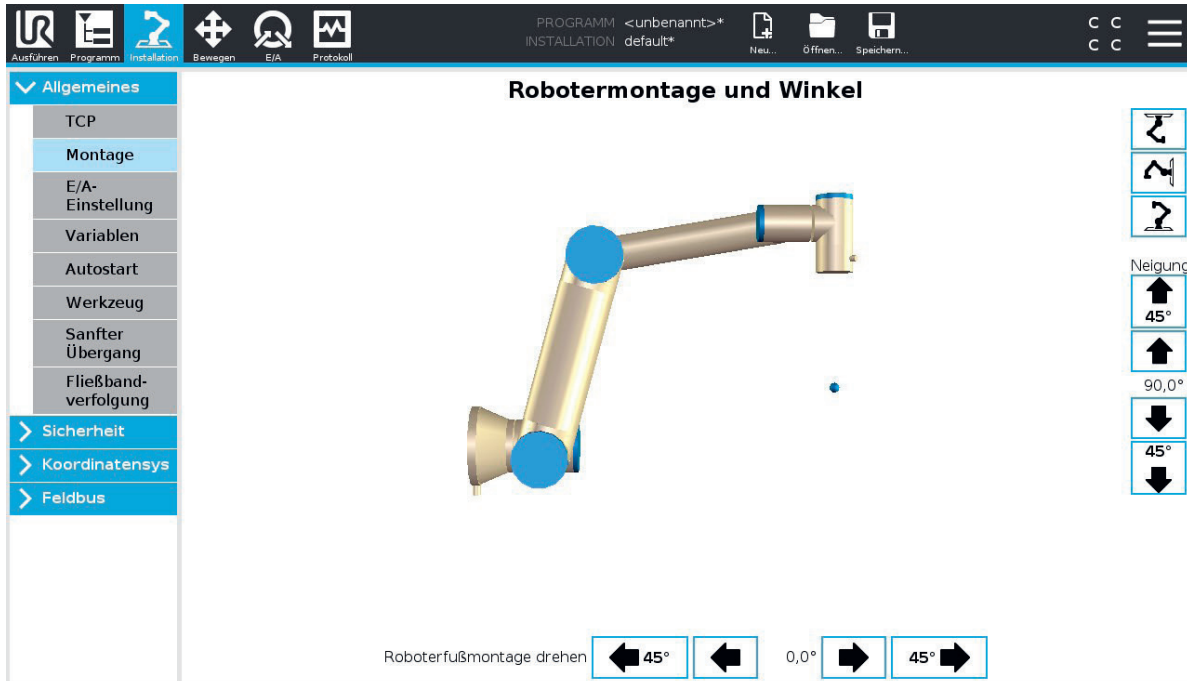 UR
Ausführen
Programm
Installation
Bewegen
E/A
Protokoll
PROGRAMM <unbenannt>*
INSTALLATION default*
Neu...
Öffnen...
Speichern...
C C
C C
Allgemeines
TCP
Montage
E/A-
Einstellung
Variablen
Autostart
Werkzeug
Sanfter
Übergang
Fließband-
verfolgung
Sicherheit
Koordinatensys
Feldbus
Robotermontage und Winkel
Neigung
45°
90,0°
45°
Roboterfußmontage drehen
45°
0,0°
45°